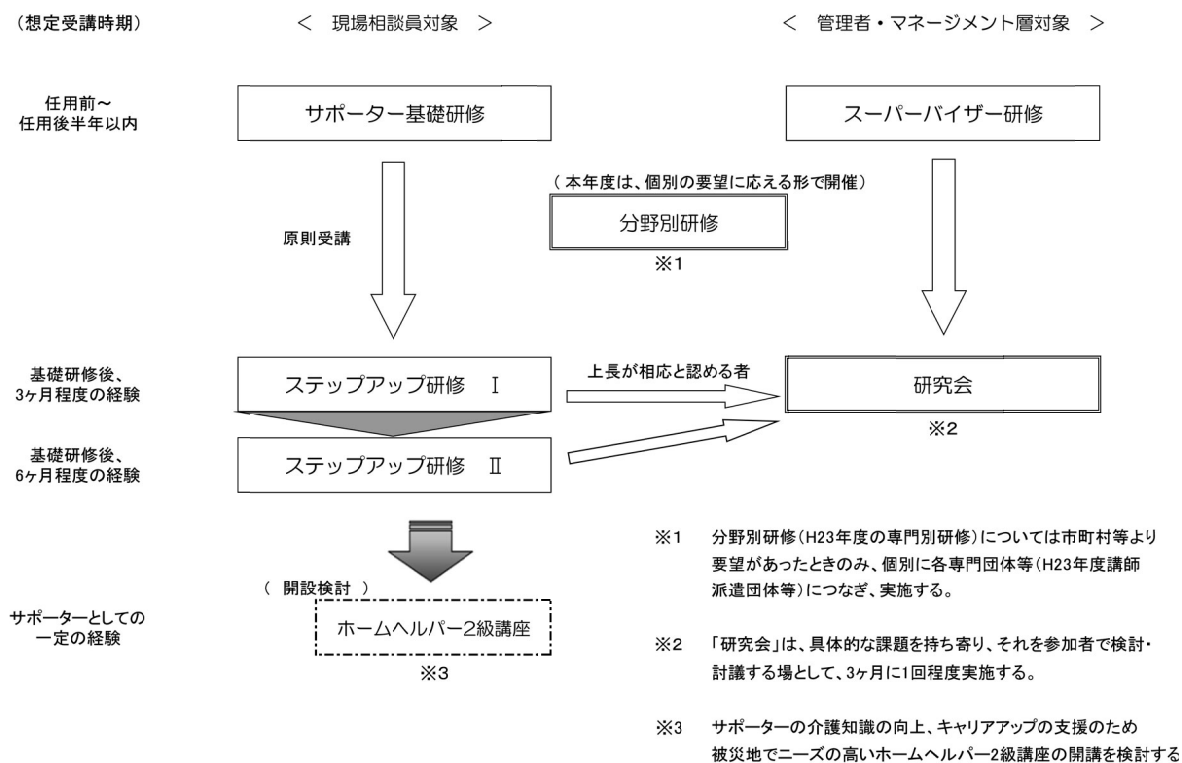 (想定受講時期)
＜ 現場相談員対象 ＞
＜ 管理者・マネージメント層対象 ＞
任用前～
任用後半年以内
サポーター基礎研修
スーパーバイザー研修
(本年度は、個別の要望に応える形で開催)
分野別研修
※1
原則受講
基礎研修後、
3ヶ月程度の経験
ステップアップ研修 Ⅰ
上長が相応と認める者
研究会
※2
基礎研修後、
6ヶ月程度の経験
ステップアップ研修 Ⅱ
( 開設検討 )
サポーターとしての
一定の経験
ホームヘルパー2級講座
※3
※1 分野別研修(H23年度の専門別研修)については市町村等より
要望があったときのみ、個別に各専門団体等(H23年度講師
派遣団体等)につなぎ、実施する。
※2 「研究会」は、具体的な課題を持ち寄り、それを参加者で検討・
討議する場として、3ヶ月に1回程度実施する。
※3 サポーターの介護知識の向上、キャリアアップの支援のため
被災地でニーズの高いホームヘルパー2級講座の開講を検討する